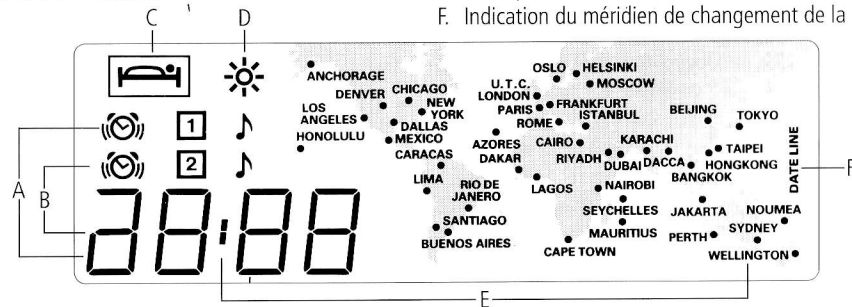 F. Indication du méridien de changement de la
C
D
OSLO
HELSINKI
MOSCOW
ANCHORAGE
U.T.C.
LONDON
PARIS
FRANKFURT
ROME
ISTANBUL
DENVER
CHICAGO
NEW
YORK
LOS
ANGELES
DALLAS
HONOLULU
MEXICO
BEIJING
TOKYO
AZORES
CAIRO
KARACHI
TAIPEI
CARACAS
DAKAR
RIYADH
DUBAI
DACCA
HONGKONG
BANGKOK
DATE LINE
F
A
B
1
2
88:88
LIMA
RIO DE
JANERO
LAGOS
NAIROBI
SEYCHELLES
JAKARTA
NOUMEA
SANTIAGO
MAURITIUS
PERTH
SYDNEY
BUENOS AIRES
CAPE TOWN
WELLINGTON
E